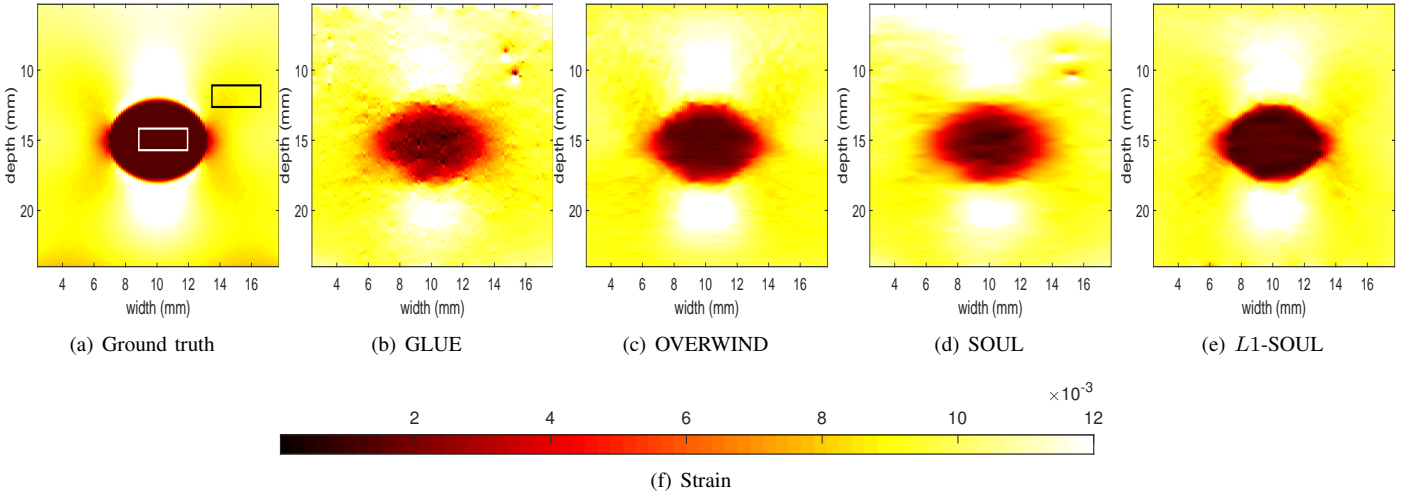 10
15
20
depth (mm)
4 6 8 10 12 14 16
width (mm)
(a) Ground truth
10
15
20
depth (mm)
4 6 8 10 12 14 16
width (mm)
(b) GLUE
10
15
20
depth (mm)
4 6 8 10 12 14 16
width (mm)
(c) OVERWIND
10
15
20
depth (mm)
4 6 8 10 12 14 16
width (mm)
(d) SOUL
10
15
20
depth (mm)
4 6 8 10 12 14 16
width (mm)
(e) L1-SOUL
×10⁻³
2 4 6 8 10 12
(f) Strain